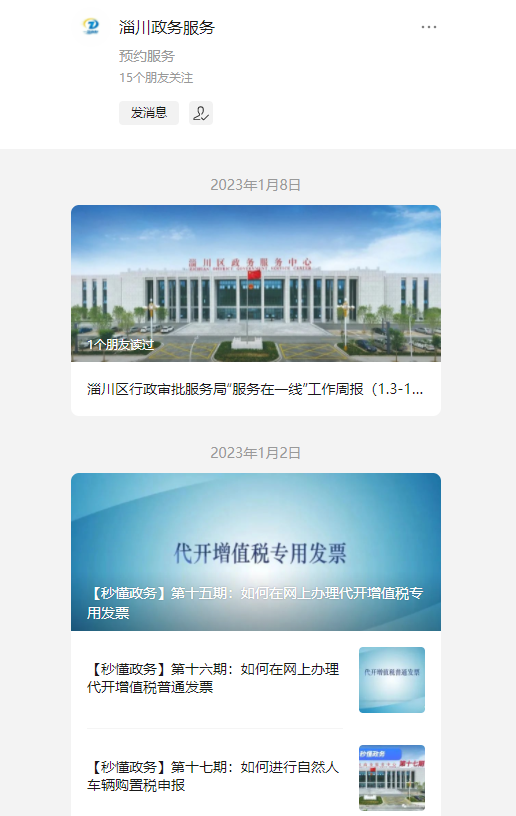 淄川政务服务
预约服务
15个朋友关注
发消息
2023年1月8日
淄川区政务服务中心
1个朋友读过
淄川区行政审批服务局“服务在一线”工作周报（1.3-1...
2023年1月2日
代开增值税专用发票
【秒懂政务】第十五期：如何在网上办理代开增值税专
用发票
【秒懂政务】第十六期：如何在网上办理
代开增值税普通发票
代开增值税普通发票
【秒懂政务】第十七期：如何进行自然人
车辆购置税申报
秒懂政务
第十七期